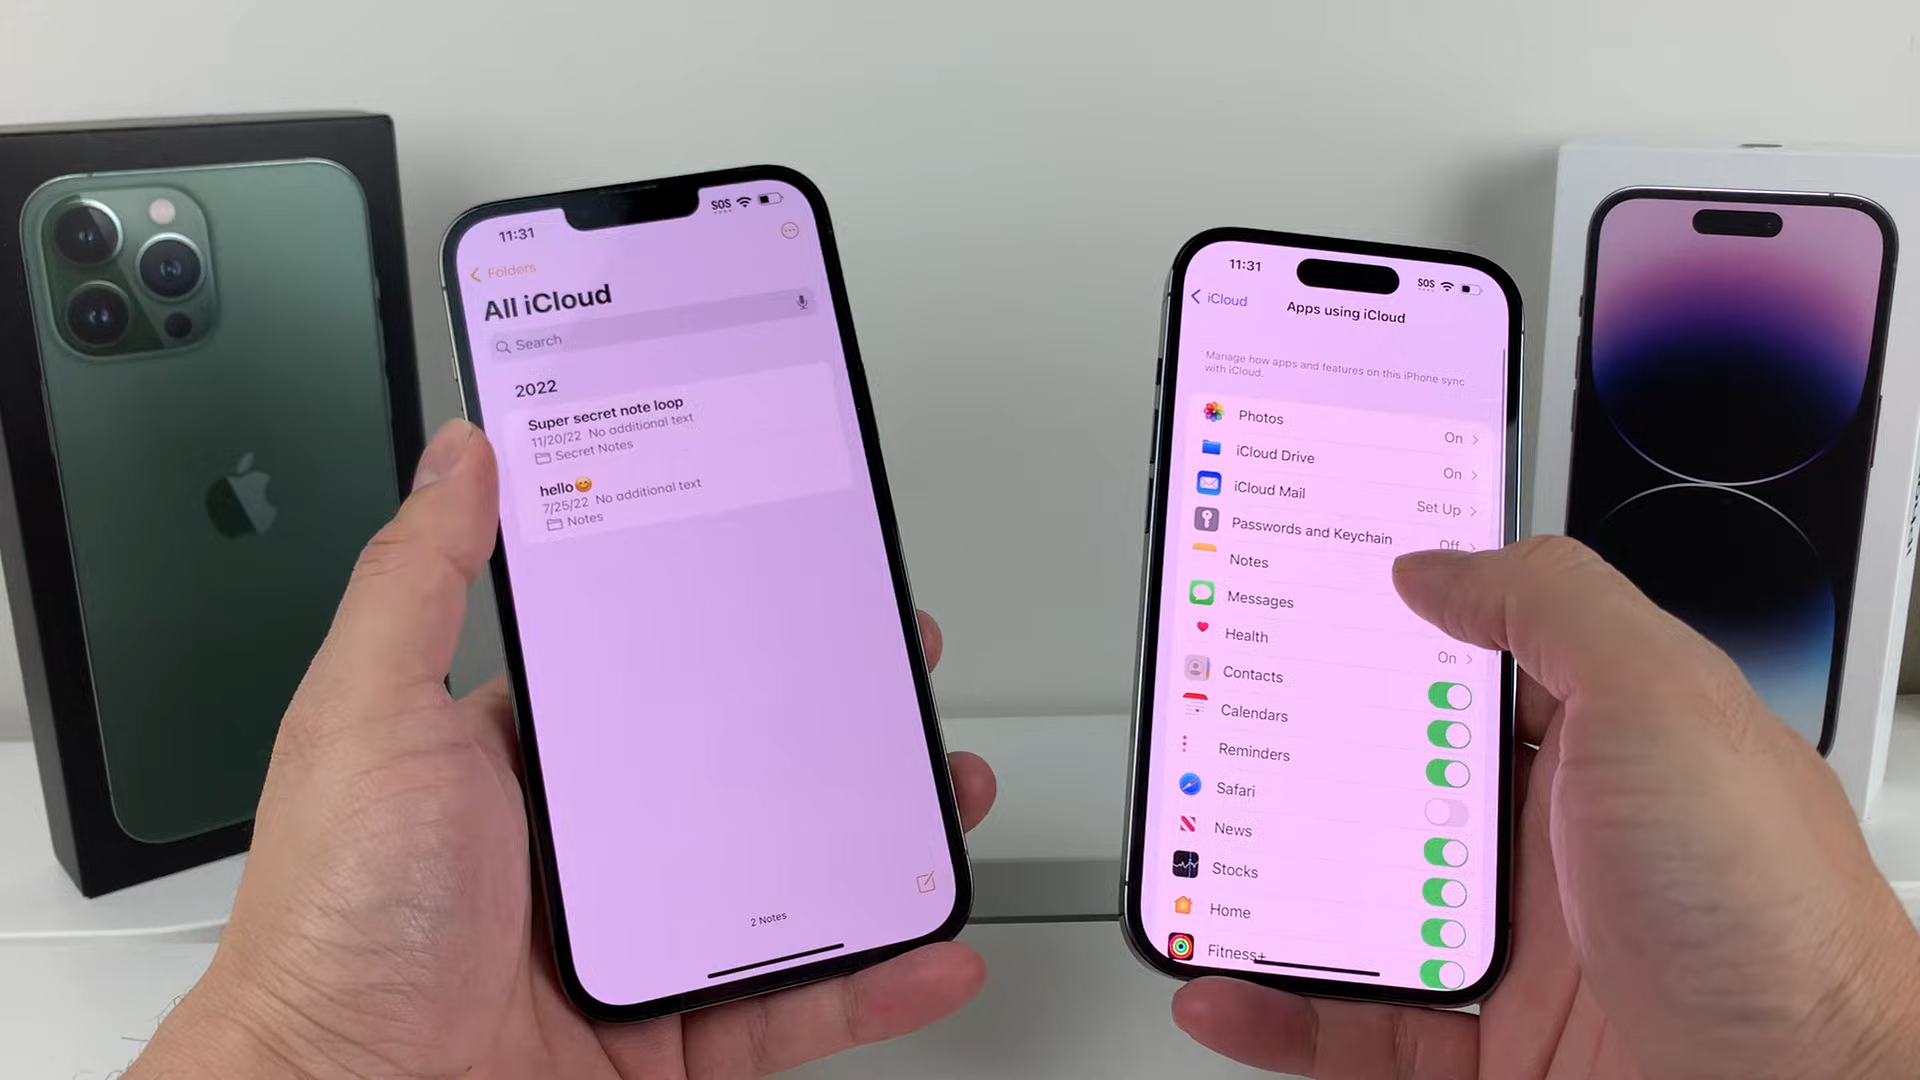 11:31
SOS
Folders
All iCloud
Search
2022
Super secret note loop
11/20/22 No additional text
Secret Notes
hello😊
7/25/22 No additional text
Notes
2 Notes
11:31
SOS
iCloud
Apps using iCloud
Manage how apps and features on this iPhone sync
with iCloud.
Photos
On
iCloud Drive
On
iCloud Mail
Set Up
Passwords and Keychain
Off
Notes
Messages
Health
On
Contacts
Calendars
Reminders
Safari
News
Stocks
Home
Fitness+